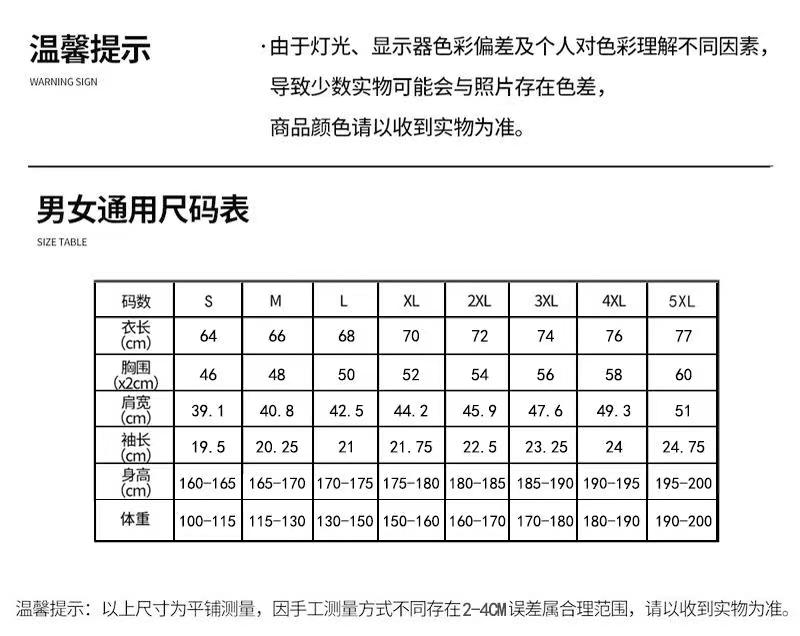 温馨提示
WARNING SIGN
·由于灯光、显示器色彩偏差及个人对色彩理解不同因素，
导致少数实物可能会与照片存在色差，
商品颜色请以收到实物为准。
男女通用尺码表
SIZE TABLE
码数 S M L XL 2XL 3XL 4XL 5XL
衣长(cm) 64 66 68 70 72 74 76 77
胸围(x2cm) 46 48 50 52 54 56 58 60
肩宽(cm) 39.1 40.8 42.5 44.2 45.9 47.6 49.3 51
袖长(cm) 19.5 20.25 21 21.75 22.5 23.25 24 24.75
身高(cm) 160-165 165-170 170-175 175-180 180-185 185-190 190-195 195-200
体重 100-115 115-130 130-150 150-160 160-170 170-180 180-190 190-200
温馨提示：以上尺寸为平铺测量，因手工测量方式不同存在2-4CM误差属合理范围，请以收到实物为准。